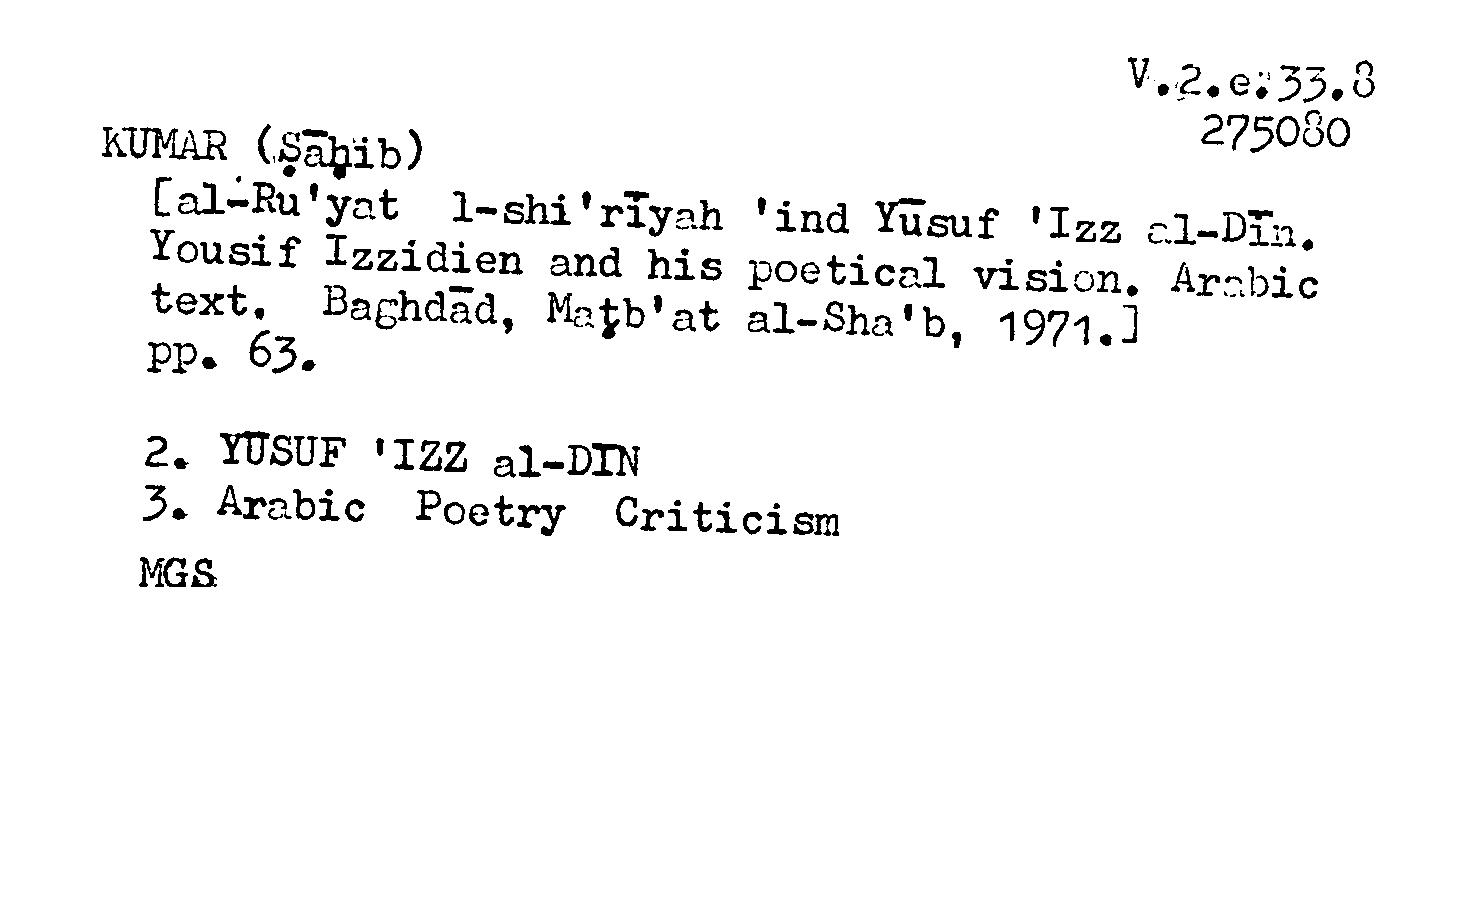 V.2.e.33.8
275080
KUMAR (Ṣāḥib)
[al-Ru'yat l-shi'rīyah 'ind Yūsuf 'Izz al-Dīn.
Yousif Izzidien and his poetical vision. Arabic
text. Baghdād, Maṭb'at al-Sha'b, 1971.]
pp. 63.
2. YŪSUF 'IZZ al-DĪN
3. Arabic Poetry Criticism
MGS